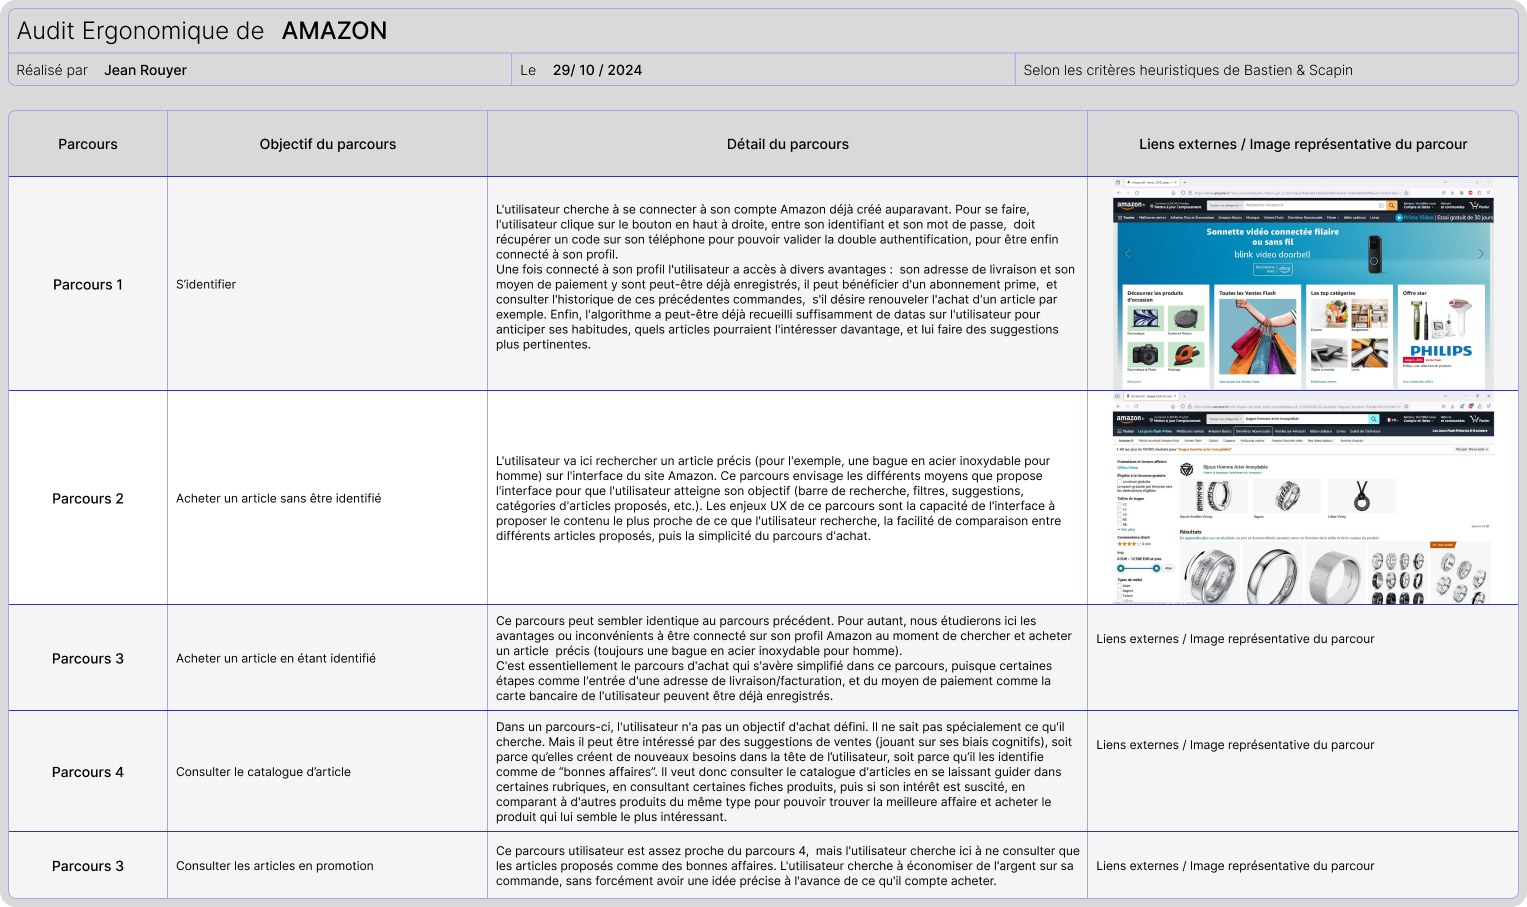 Audit Ergonomique de AMAZON
Réalisé par Jean Rouyer
Le 29/ 10 / 2024
Selon les critères heuristiques de Bastien & Scapin
Parcours
Objectif du parcours
Détail du parcours
Liens externes / Image représentative du parcour
Parcours 1
S'identifier
L'utilisateur cherche à se connecter à son compte Amazon déjà créé auparavant. Pour se faire,
l'utilisateur clique sur le bouton en haut à droite, entre son identifiant et son mot de passe,  doit
récupérer un code sur son téléphone pour pouvoir valider la double authentification, pour être enfin
connecté à son profil.
Une fois connecté à son profil l'utilisateur a accès à divers avantages :  son adresse de livraison et son
moyen de paiement y sont peut-être déjà enregistrés, il peut bénéficier d'un abonnement prime,  et
consulter l'historique de ces précédentes commandes,  s'il désire renouveler l'achat d'un article par
exemple. Enfin, l'algorithme a peut-être déjà recueilli suffisamment de datas sur l'utilisateur pour
anticiper ses habitudes, quels articles pourraient l'intéresser davantage, et lui faire des suggestions
plus pertinentes.
amazon
prime video | Essai gratuit de 30 jours
Sonnette vidéo connectée filaire
ou sans fil
blink video doorbell
Découvrez les produits
d'occasion
Toutes les Ventes Flash
Les top catégories
Offre star
PHILIPS
Parcours 2
Acheter un article sans être identifié
L'utilisateur va ici rechercher un article précis (pour l'exemple, une bague en acier inoxydable pour
homme) sur l'interface du site Amazon. Ce parcours envisage les différents moyens que propose
l'interface pour que l'utilisateur atteigne son objectif (barre de recherche, filtres, suggestions,
catégories d'articles proposés, etc.). Les enjeux UX de ce parcours sont la capacité de l'interface à
proposer le contenu le plus proche de ce que l'utilisateur recherche, la facilité de comparaison entre
différents articles proposés, puis la simplicité du parcours d'achat.
amazon
bague homme acier inoxydable
Bijoux Homme Acier Inoxydable
Résultats
Parcours 3
Acheter un article en étant identifié
Ce parcours peut sembler identique au parcours précédent. Pour autant, nous étudierons ici les
avantages ou inconvénients à être connecté sur son profil Amazon au moment de chercher et acheter
un article  précis (toujours une bague en acier inoxydable pour homme).
C'est essentiellement le parcours d'achat qui s'avère simplifié dans ce parcours, puisque certaines
étapes comme l'entrée d'une adresse de livraison/facturation, et du moyen de paiement comme la
carte bancaire de l'utilisateur peuvent être déjà enregistrés.
Liens externes / Image représentative du parcour
Parcours 4
Consulter le catalogue d'article
Dans un parcours-ci, l'utilisateur n'a pas un objectif d'achat défini. Il ne sait pas spécialement ce qu'il
cherche. Mais il peut être intéressé par des suggestions de ventes (jouant sur ses biais cognitifs), soit
parce qu'elles créent de nouveaux besoins dans la tête de l'utilisateur, soit parce qu'il les identifie
comme de "bonnes affaires". Il veut donc consulter le catalogue d'articles en se laissant guider dans
certaines rubriques, en consultant certaines fiches produits, puis si son intérêt est suscité, en
comparant à d'autres produits du même type pour pouvoir trouver la meilleure affaire et acheter le
produit qui lui semble le plus intéressant.
Liens externes / Image représentative du parcour
Parcours 3
Consulter les articles en promotion
Ce parcours utilisateur est assez proche du parcours 4,  mais l'utilisateur cherche ici à ne consulter que
les articles proposés comme des bonnes affaires. L'utilisateur cherche à économiser de l'argent sur sa
commande, sans forcément avoir une idée précise à l'avance de ce qu'il compte acheter.
Liens externes / Image représentative du parcour